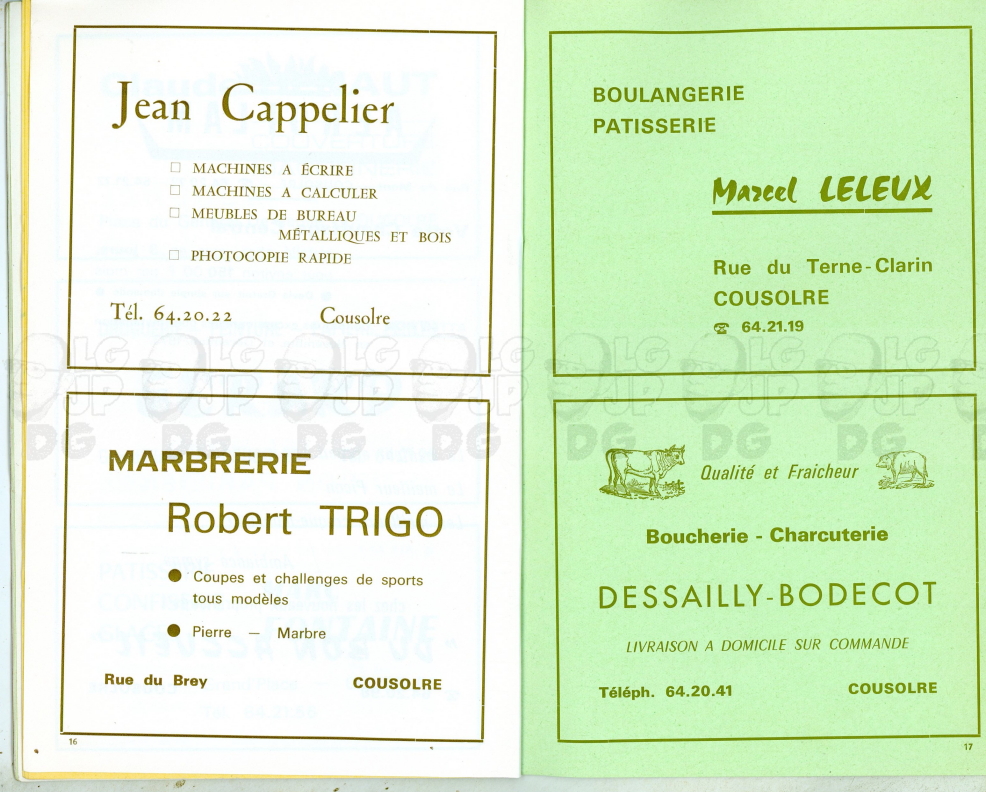 Jean Cappelier
MACHINES A ÉCRIRE
MACHINES A CALCULER
MEUBLES DE BUREAU
MÉTALLIQUES ET BOIS
PHOTOCOPIE RAPIDE
Tél. 64.20.22 Cousolre
MARBRERIE
Robert TRIGO
Coupes et challenges de sports
tous modèles
Pierre — Marbre
Rue du Brey COUSOLRE
16
BOULANGERIE
PATISSERIE
Marcel LELEUX
Rue du Terne-Clarin
COUSOLRE
☎ 64.21.19
Qualité et Fraicheur
Boucherie - Charcuterie
DESSAILLY-BODECOT
LIVRAISON A DOMICILE SUR COMMANDE
Téléph. 64.20.41 COUSOLRE
17
LG JP DG